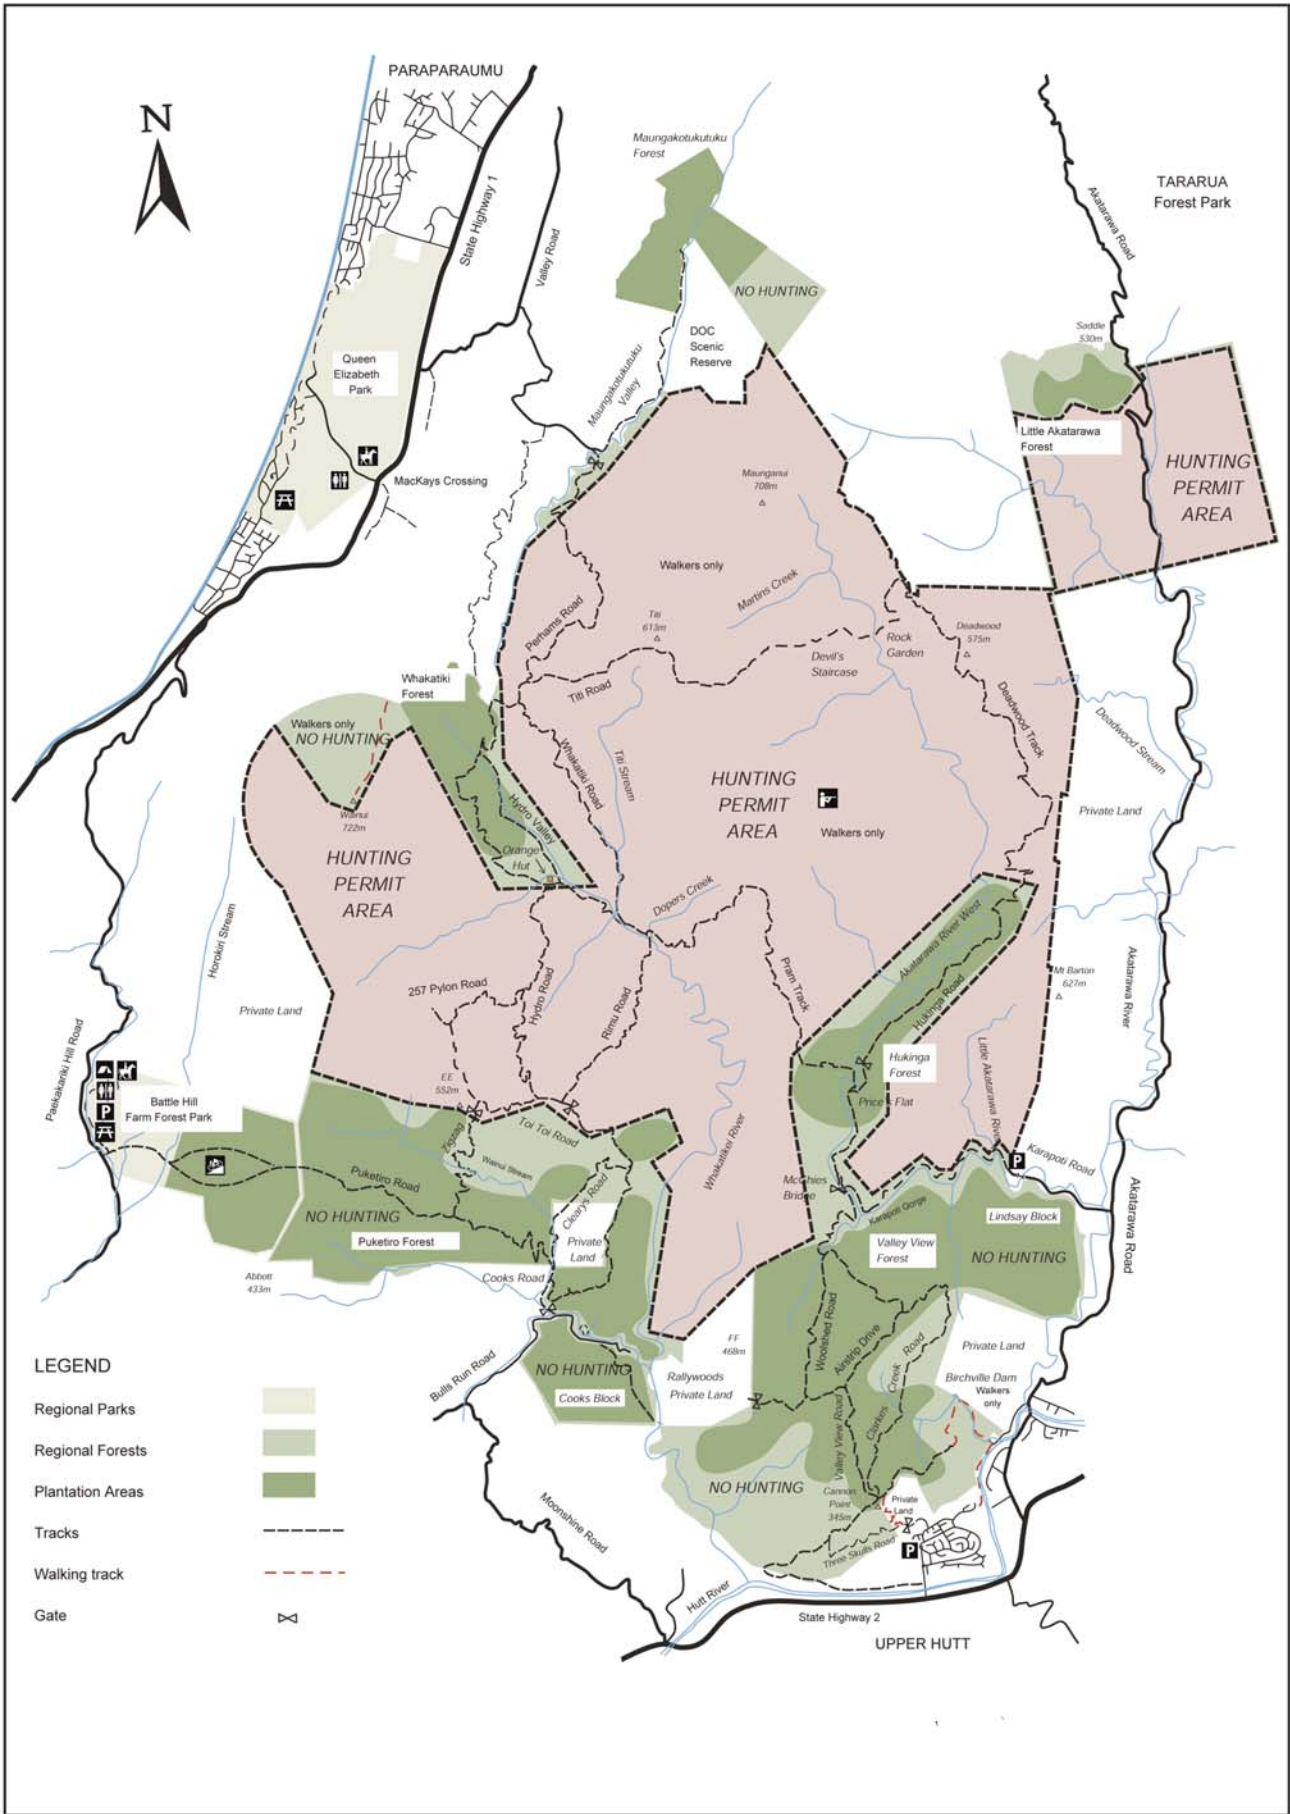 PARAPARAUMU
N
State Highway 1
Valley Road
Maungakotukutuku
Forest
NO HUNTING
DOC
Scenic
Reserve
Maungakotukutuku
Valley
Akatarawa Road
TARARUA
Forest Park
Saddle
530m
Little Akatarawa
Forest
HUNTING
PERMIT
AREA
Queen
Elizabeth
Park
MacKays Crossing
Maunganui
708m
Walkers only
Martins Creek
Perhams Road
Titi
613m
Rock
Garden
Devil's
Staircase
Deadwood
575m
Deadwood Track
Deadwood Stream
Titi Road
Whakatiki
Forest
Walkers only
NO HUNTING
Wainui
722m
Whakatiki Road
Titi Stream
Hydro Valley
Orange
Hut
HUNTING
PERMIT
AREA
Walkers only
Private Land
HUNTING
PERMIT
AREA
Dopers Creek
Horokiri Stream
Private Land
257 Pylon Road
Hydro Road
Rimu Road
Pram Track
Akatarawa River West
Hukinga Road
Hukinga
Forest
Price's Flat
Mt Barton
627m
Akatarawa River
Little Akatarawa River
Paekakariki Hill Road
P
Battle Hill
Farm Forest Park
EE
552m
Zigzag
Toi Toi Road
Wainui Stream
Whakatikei River
Puketiro Road
NO HUNTING
Puketiro Forest
Clearys Road
Private
Land
Cooks Road
Abbott
433m
McGhies
Bridge
Karapoti Gorge
P
Karapoti Road
Akatarawa Road
Lindsay Block
Valley View
Forest
NO HUNTING
Woolshed Road
Airstrip Drive
Clarkes Creek Road
Private Land
Birchville Dam
Walkers
only
FF
468m
Rallywoods
Private Land
Bulls Run Road
NO HUNTING
Cooks Block
Valley View Road
NO HUNTING
Cannon
Point
345m
Private
Land
P
Three Skulls Road
Moonshine Road
Hutt River
State Highway 2
UPPER HUTT
LEGEND
Regional Parks
Regional Forests
Plantation Areas
Tracks
Walking track
Gate